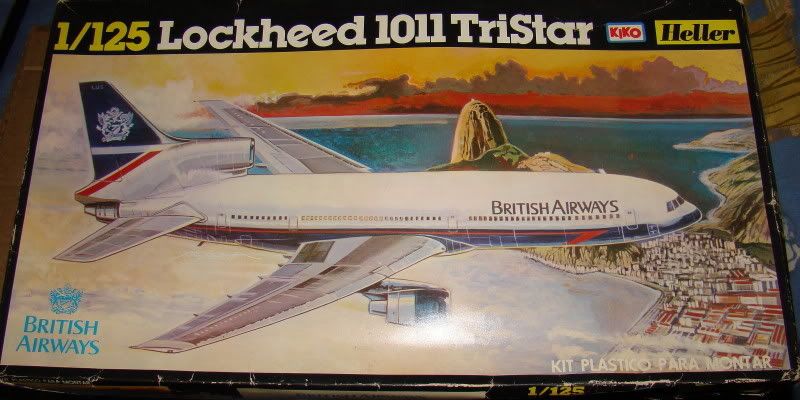 1/125 Lockheed 1011 TriStar KIKO Heller
BRITISH AIRWAYS
BRITISH
AIRWAYS
KIT PLASTICO PARA MONTAR
1/125